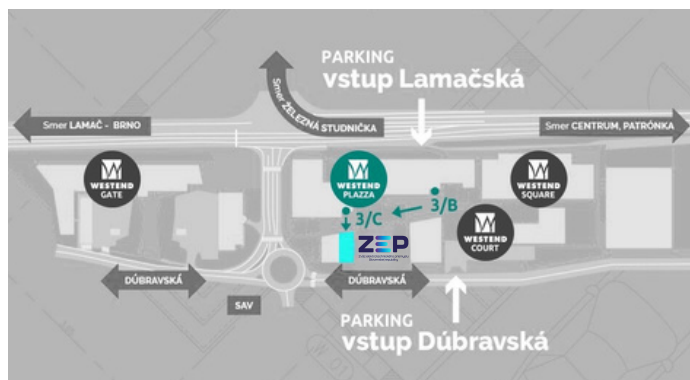 PARKING
vstup Lamačská
Smer ŽELEZNÁ STUDNIČKA
Smer LAMAČ - BRNO
Smer CENTRUM, PATRÓNKA
WESTEND
GATE
WESTEND
PLAZZA
WESTEND
SQUARE
3/B
3/C
WESTEND
COURT
ZEP
DÚBRAVSKÁ
DÚBRAVSKÁ
SAV
PARKING
vstup Dúbravská